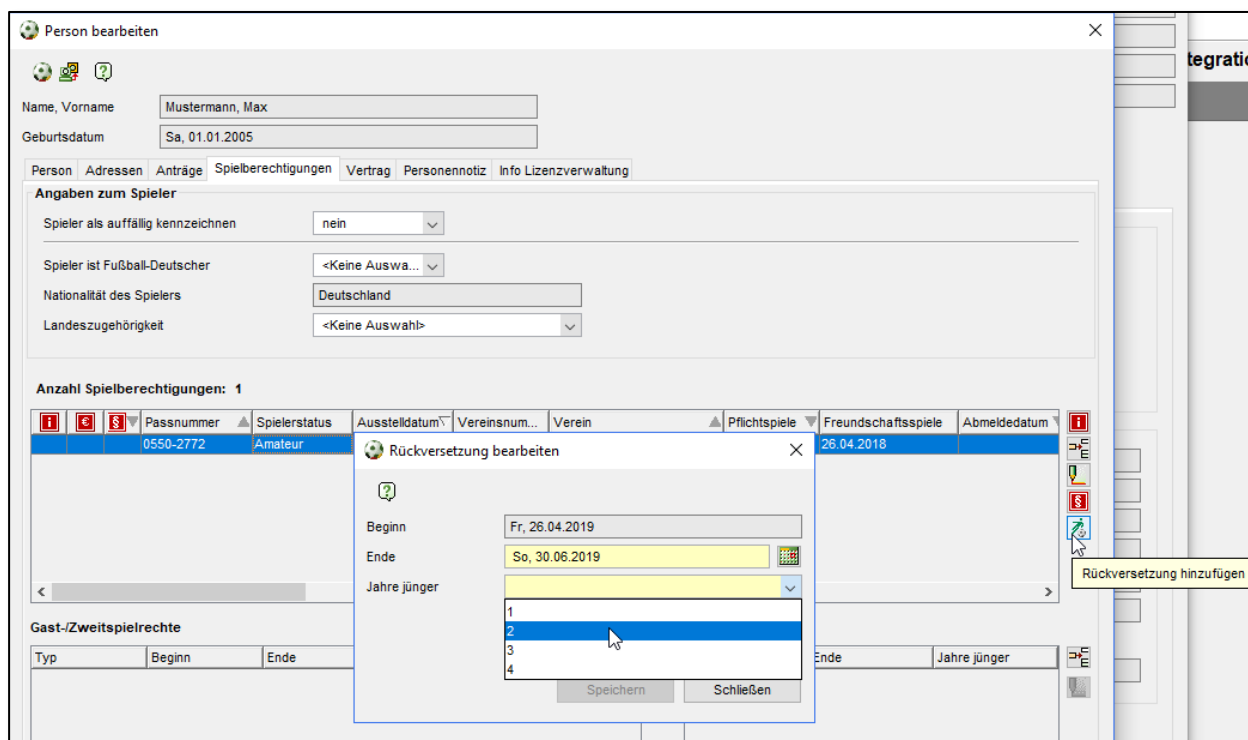 Person bearbeiten
tegratio
Name, Vorname Mustermann, Max
Geburtsdatum Sa, 01.01.2005
Person Adressen Anträge Spielberechtigungen Vertrag Personennotiz Info Lizenzverwaltung
Angaben zum Spieler
Spieler als auffällig kennzeichnen nein
Spieler ist Fußball-Deutscher <Keine Auswa...
Nationalität des Spielers Deutschland
Landeszugehörigkeit <Keine Auswahl>
Anzahl Spielberechtigungen: 1
i € § Passnummer Spielerstatus Ausstelldatum Vereinsnum... Verein Pflichtspiele Freundschaftsspiele Abmeldedatum i
0550-2772 Amateur 26.04.2018
§
Rückversetzung bearbeiten
Beginn Fr, 26.04.2019
Ende So, 30.06.2019
Jahre jünger
1
2
3
4
Speichern Schließen
Rückversetzung hinzufügen
Gast-/Zweitspielrechte
Typ Beginn Ende Ende Jahre jünger